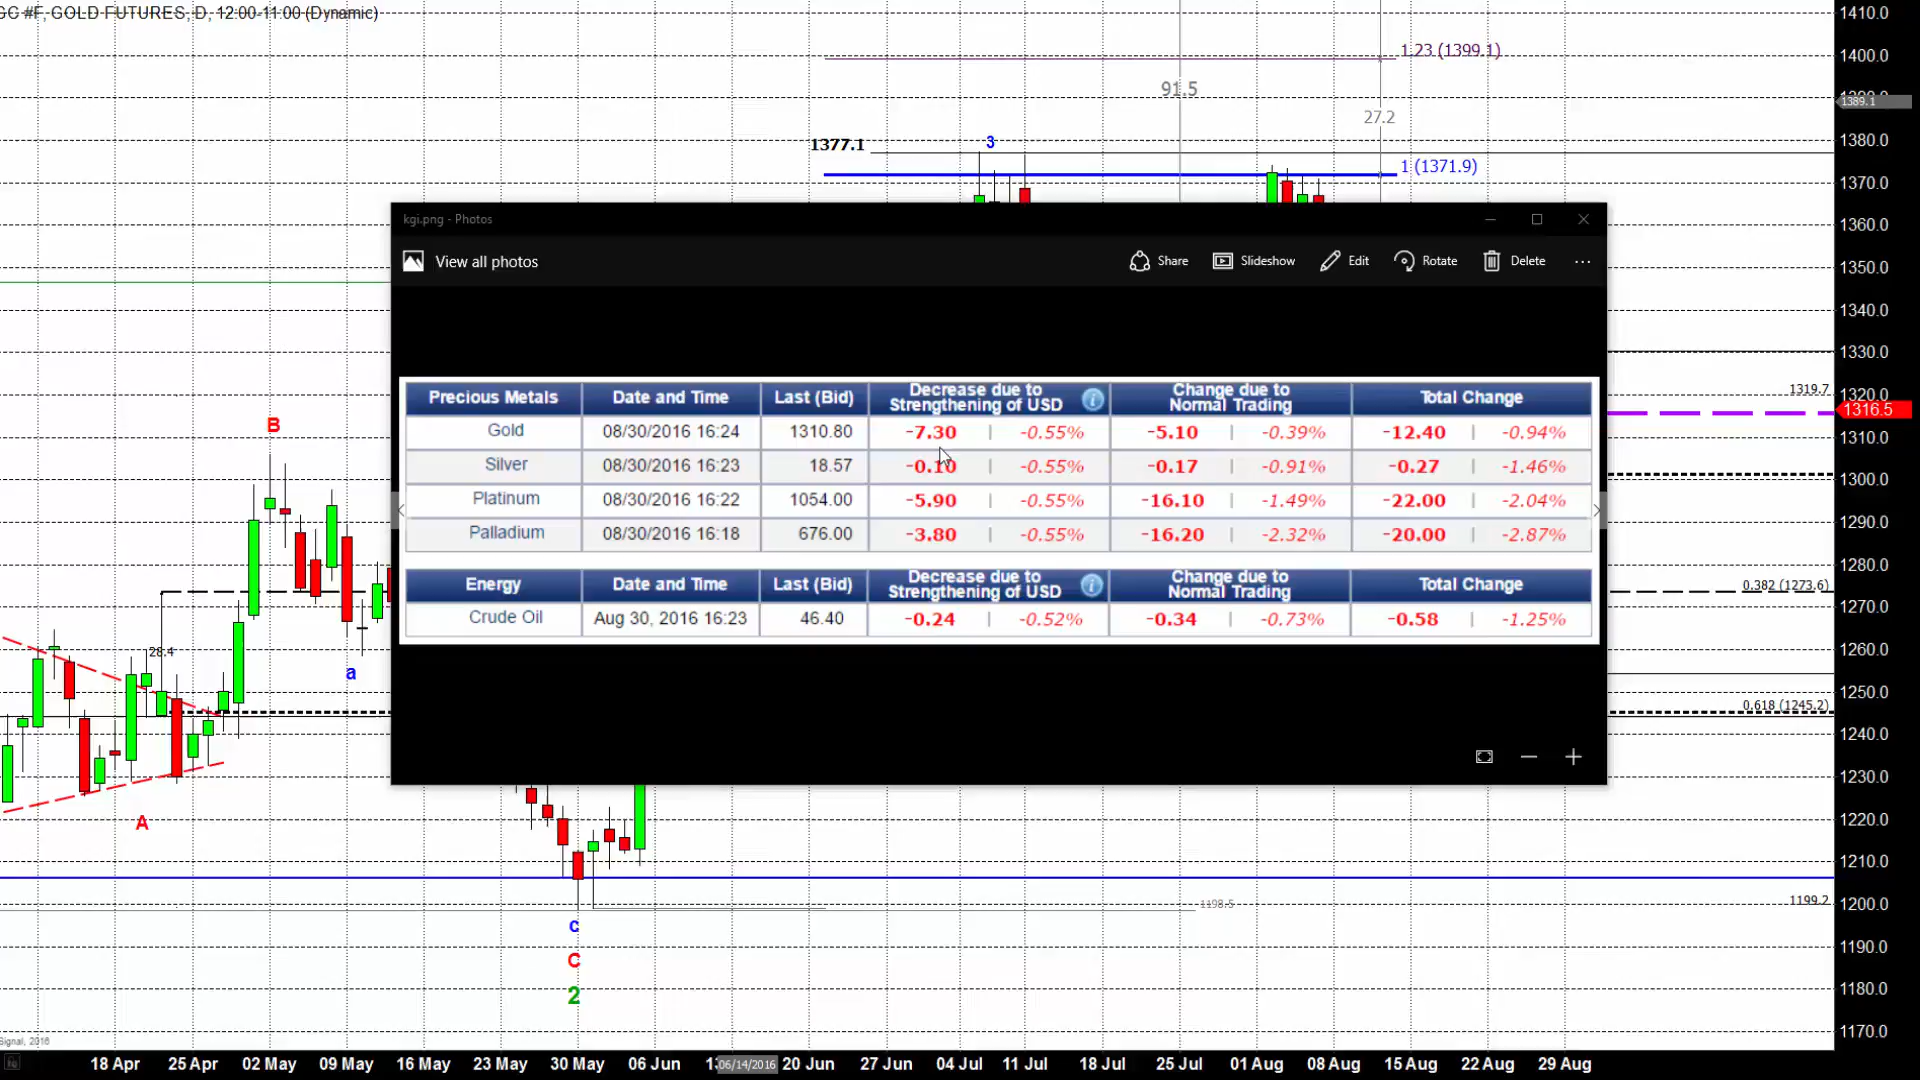 GC #F, GOLD FUTURES, D, 12:00-11:00 (Dynamic)
1410.0
1.23 (1399.1)
1400.0
91.5
1389.1
27.2
1377.1
3
1380.0
1 (1371.9)
1370.0
kgi.png - Photos
1360.0
View all photos
Share
Slideshow
Edit
Rotate
Delete
...
1350.0
1340.0
1330.0
1319.7
1320.0
1316.5
Precious Metals
Date and Time
Last (Bid)
Decrease due to
Strengthening of USD
Change due to
Normal Trading
Total Change
Gold 08/30/2016 16:24 1310.80 -7.30 | -0.55% -5.10 | -0.39% -12.40 | -0.94%
Silver 08/30/2016 16:23 18.57 -0.10 | -0.55% -0.17 | -0.91% -0.27 | -1.46%
Platinum 08/30/2016 16:22 1054.00 -5.90 | -0.55% -16.10 | -1.49% -22.00 | -2.04%
Palladium 08/30/2016 16:18 676.00 -3.80 | -0.55% -16.20 | -2.32% -20.00 | -2.87%
Energy
Date and Time
Last (Bid)
Decrease due to
Strengthening of USD
Change due to
Normal Trading
Total Change
Crude Oil Aug 30, 2016 16:23 46.40 -0.24 | -0.52% -0.34 | -0.73% -0.58 | -1.25%
B
1310.0
1300.0
1290.0
1280.0
0.382 (1273.6)
1270.0
28.4
1260.0
a
1250.0
0.618 (1245.2)
1240.0
1230.0
A
1220.0
1210.0
1199.2
1200.0
1198.5
c
C
2
1190.0
1180.0
1170.0
Signal, 2016
18 Apr 25 Apr 02 May 09 May 16 May 23 May 30 May 06 Jun 06/14/2016 20 Jun 27 Jun 04 Jul 11 Jul 18 Jul 25 Jul 01 Aug 08 Aug 15 Aug 22 Aug 29 Aug